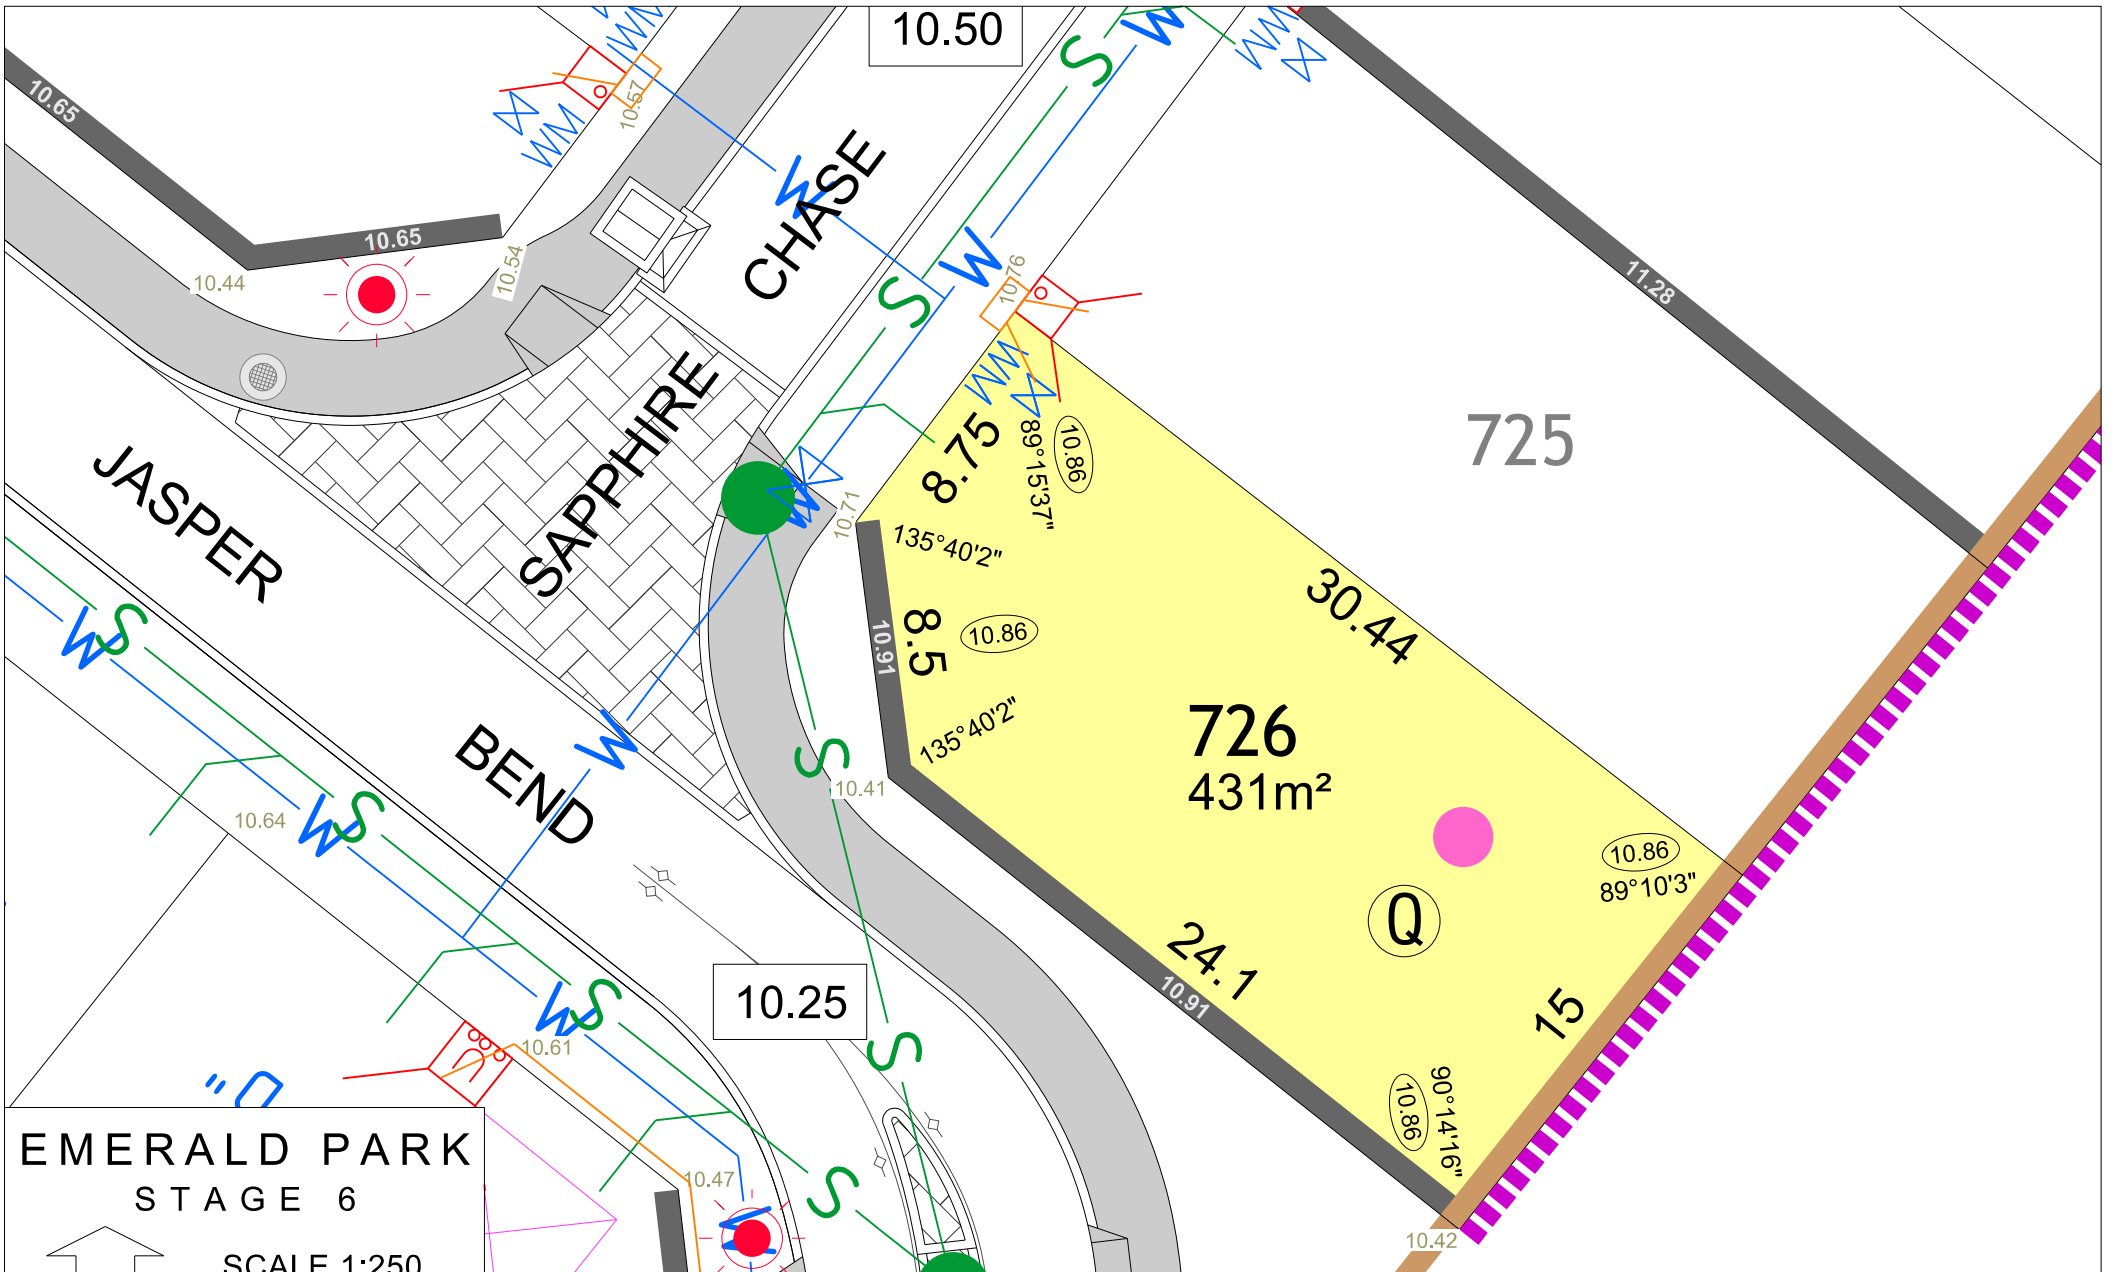 10.50
S
W
W
W
W
10.65
10.57
W
CHASE
10.65
10.44
10.54
10.76
W
S
11.28
WM
SAPPHIRE
725
8.75
89°15'37"
10.86
JASPER
W
10.71
135°40'2"
30.44
8.5
10.86
10.91
W
S
135°40'2"
726
431m²
BEND
W
S
10.41
10.64
W
S
10.86
89°10'3"
Q
24.1
10.91
15
10.25
W
S
S
10.61
10.86
90°14'16"
10.47
S
10.42
EMERALD PARK
STAGE 6
SCALE 1:250